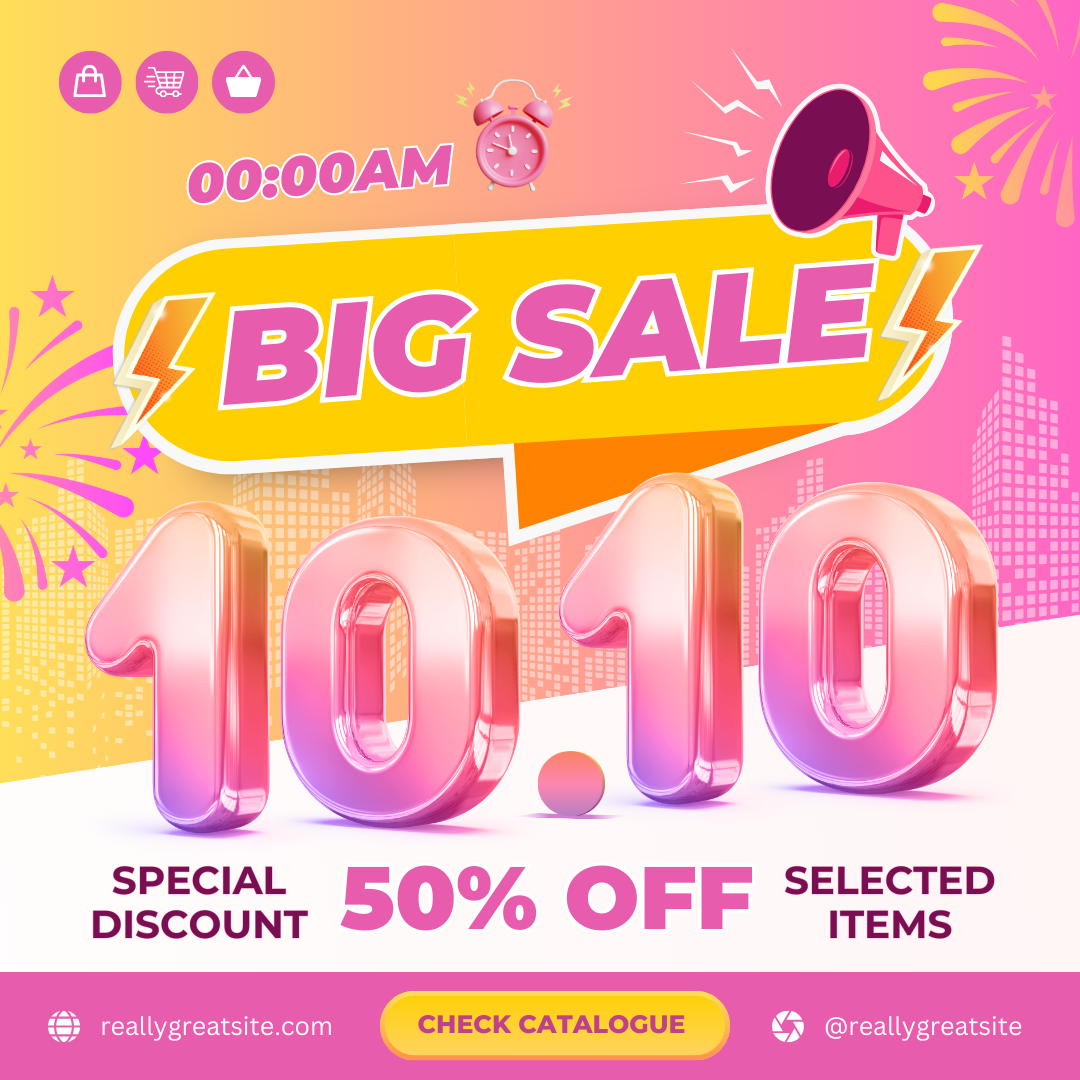 00:00AM
BIG SALE
10.10
SPECIAL
DISCOUNT
50% OFF
SELECTED
ITEMS
reallygreatsite.com
CHECK CATALOGUE
@reallygreatsite